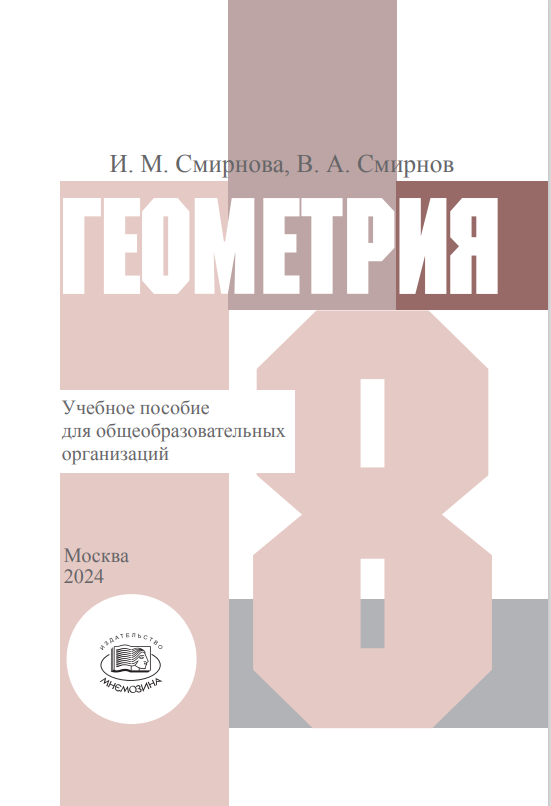 И. М. Смирнова, В. А. Смирнов
ГЕОМЕТРИЯ
8
Учебное пособие
для общеобразовательных
организаций
Москва
2024
ИЗДАТЕЛЬСТВО
МНЕМОЗИНА